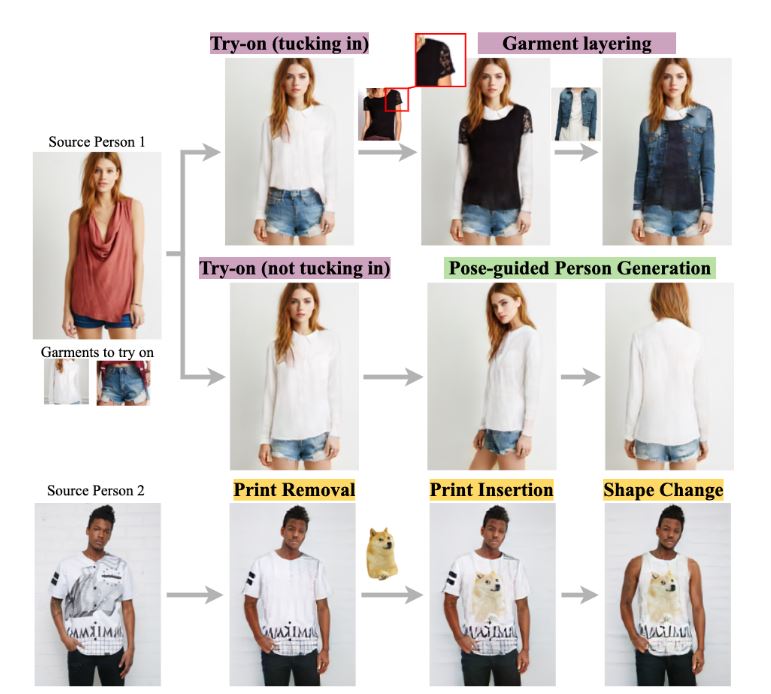 Try-on (tucking in)
Garment layering
Source Person 1
Try-on (not tucking in)
Pose-guided Person Generation
Garments to try on
Source Person 2
Print Removal
Print Insertion
Shape Change